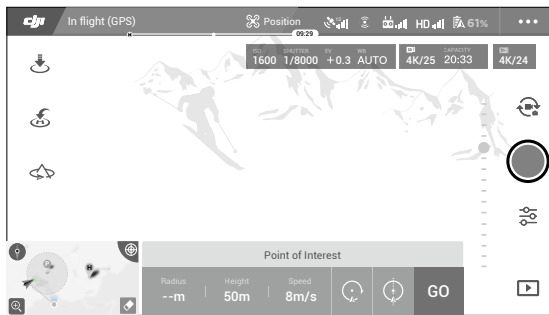 dji In flight (GPS) Position HD 61%
H 09:29
ISO SHUTTER EV WB CAPACITY
1600 1/8000 +0.3 AUTO 4K/25 20:33 4K/24
H
Point of Interest
Radius Height Speed
--m 50m 8m/s GO
H